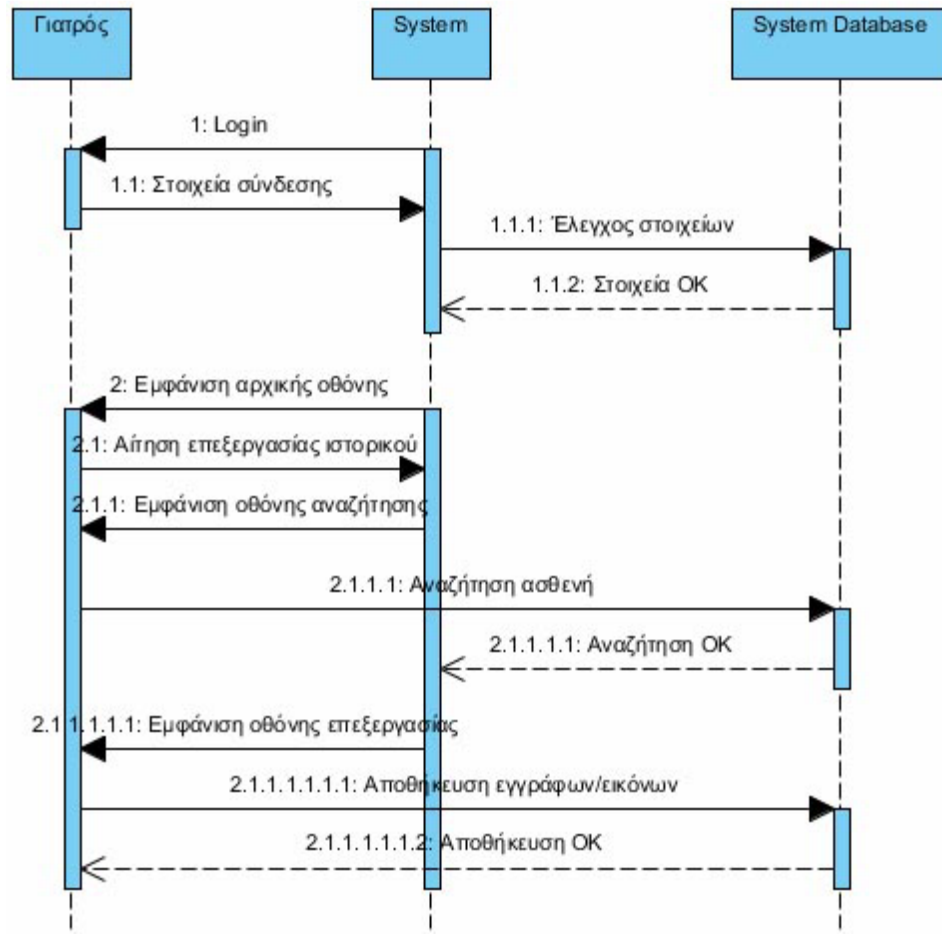 Γιατρός
System
System Database
1: Login
1.1: Στοιχεία σύνδεσης
1.1.1: Έλεγχος στοιχείων
1.1.2: Στοιχεία OK
2: Εμφάνιση αρχικής οθόνης
2.1: Αίτηση επεξεργασίας ιστορικού
2.1.1: Εμφάνιση οθόνης αναζήτησης
2.1.1.1: Αναζήτηση ασθενή
2.1.1.1.1: Αναζήτηση OK
2.1.1.1.1.1: Εμφάνιση οθόνης επεξεργασίας
2.1.1.1.1.1.1: Αποθήκευση εγγράφων/εικόνων
2.1.1.1.1.1.2: Αποθήκευση OK